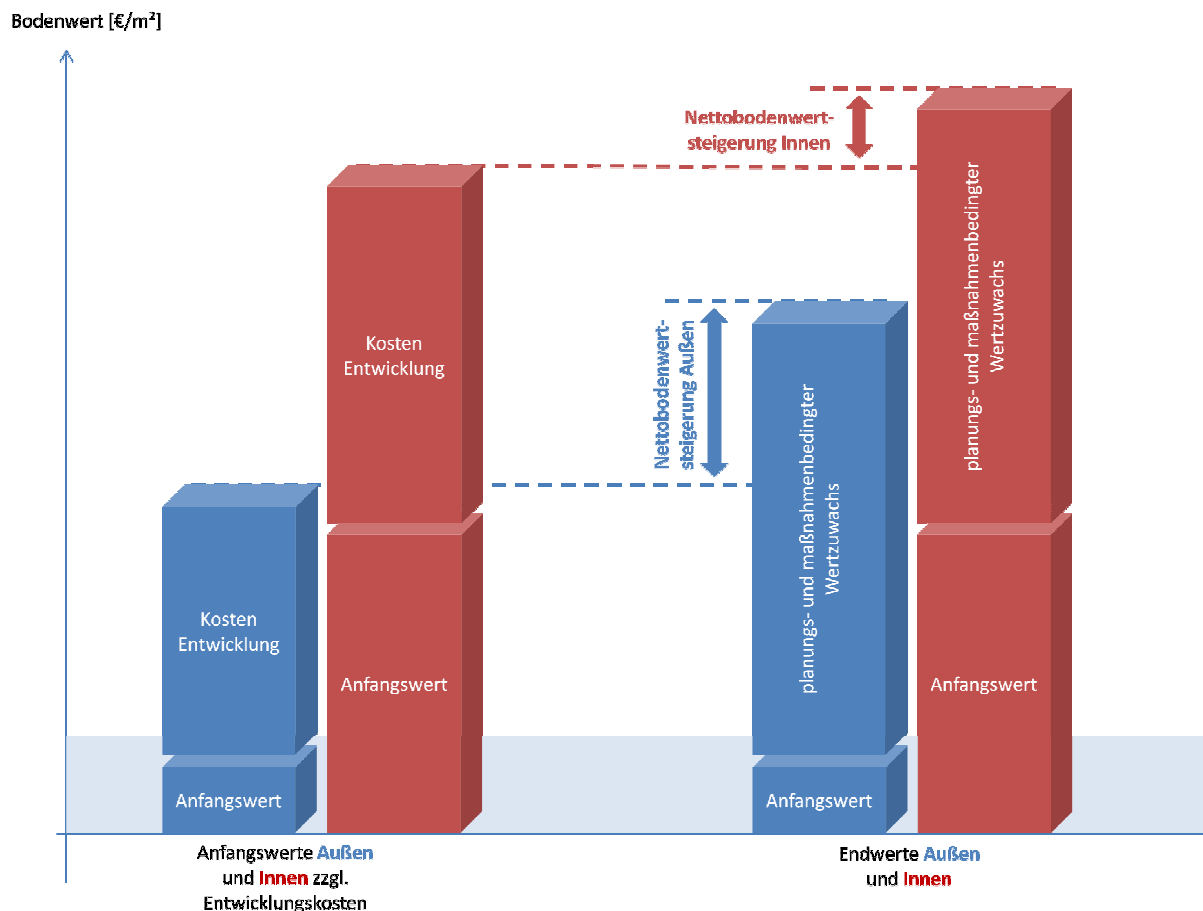 Bodenwert [€/m²]
Nettobodenwert-
steigerung Innen
planungs- und maßnahmenbedingter
Wertzuwachs
Kosten
Entwicklung
Nettobodenwert-
steigerung Außen
planungs- und maßnahmenbedingter
Wertzuwachs
Kosten
Entwicklung
Anfangswert
Anfangswert
Anfangswert
Anfangswert
Anfangswerte Außen
und Innen zzgl.
Entwicklungskosten
Endwerte Außen
und Innen